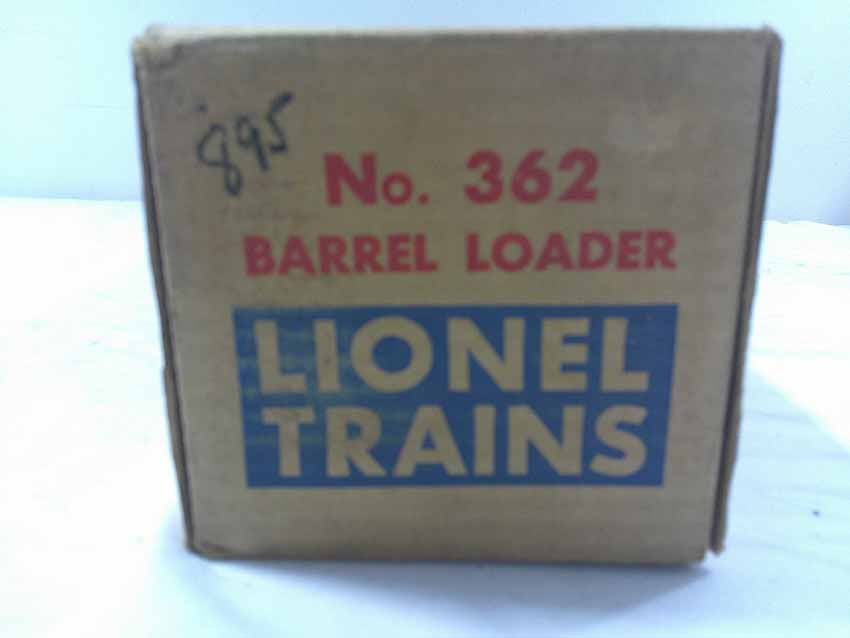 895
No. 362
BARREL LOADER
LIONEL
TRAINS